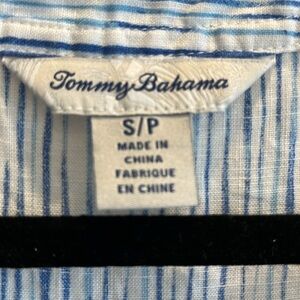 Tommy Bahama
S/P
MADE IN
CHINA
FABRIQUE
EN CHINE